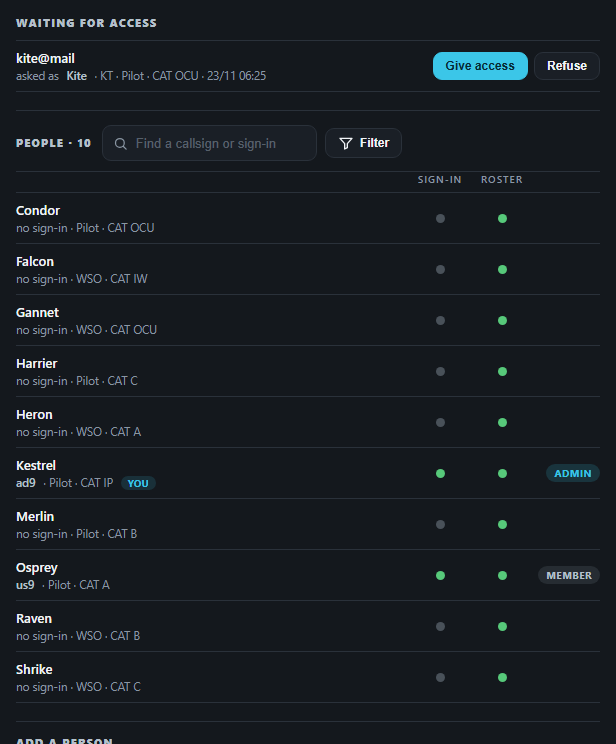 WAITING FOR ACCESS
kite@mail
asked as Kite · KT · Pilot · CAT OCU · 23/11 06:25
Give access
Refuse
PEOPLE · 10
Find a callsign or sign-in
Filter
SIGN-IN ROSTER
Condor
no sign-in · Pilot · CAT OCU
Falcon
no sign-in · WSO · CAT IW
Gannet
no sign-in · WSO · CAT OCU
Harrier
no sign-in · Pilot · CAT C
Heron
no sign-in · WSO · CAT A
Kestrel
ad9 · Pilot · CAT IP YOU
ADMIN
Merlin
no sign-in · Pilot · CAT B
Osprey
us9 · Pilot · CAT A
MEMBER
Raven
no sign-in · WSO · CAT B
Shrike
no sign-in · WSO · CAT C
ADD A PERSON